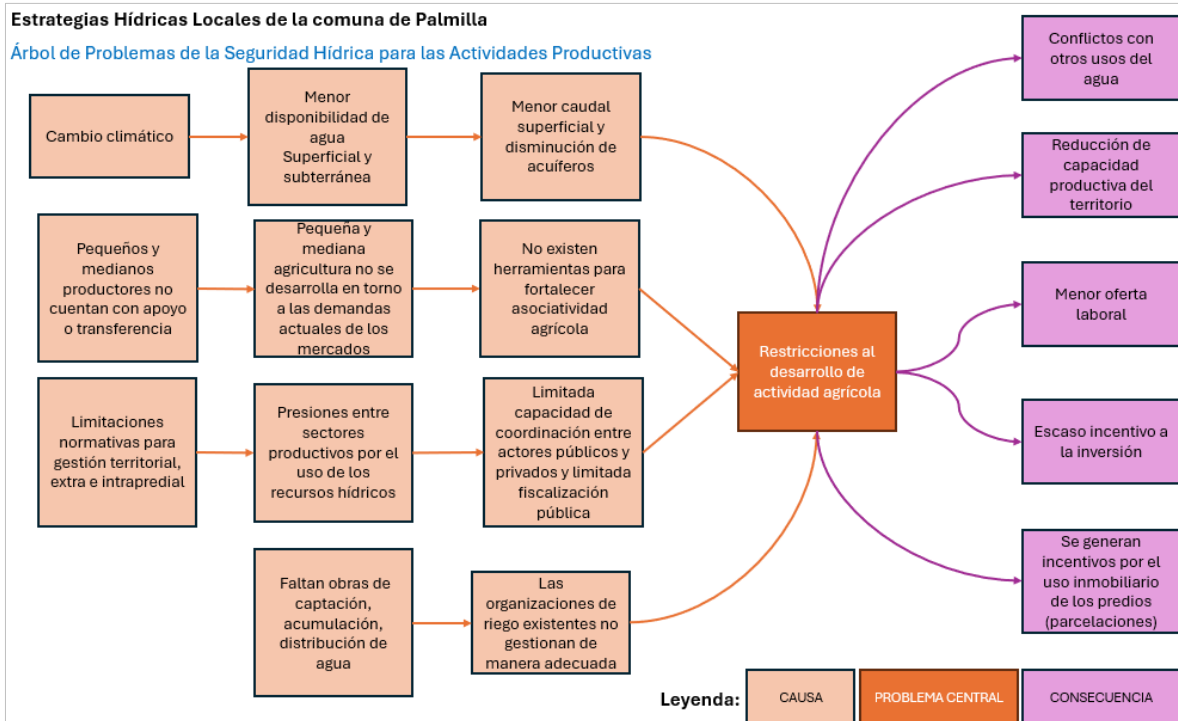 Estrategias Hídricas Locales de la comuna de Palmilla
Árbol de Problemas de la Seguridad Hídrica para las Actividades Productivas
Cambio climático
Menor
disponibilidad de
agua
Superficial y
subterránea
Menor caudal
superficial y
disminución de
acuíferos
Pequeños y
medianos
productores no
cuentan con apoyo
o transferencia
Pequeña y
mediana
agricultura no se
desarrolla en torno
a las demandas
actuales de los
mercados
No existen
herramientas para
fortalecer
asociatividad
agrícola
Limitaciones
normativas para
gestión territorial,
extra e intrapredial
Presiones entre
sectores
productivos por el
uso de los
recursos hídricos
Limitada
capacidad de
coordinación entre
actores públicos y
privados y limitada
fiscalización
pública
Faltan obras de
captación,
acumulación,
distribución de
agua
Las
organizaciones de
riego existentes no
gestionan de
manera adecuada
Restricciones al
desarrollo de
actividad agrícola
Conflictos con
otros usos del
agua
Reducción de
capacidad
productiva del
territorio
Menor oferta
laboral
Escaso incentivo a
la inversión
Se generan
incentivos por el
uso inmobiliario
de los predios
(parcelaciones)
Leyenda:
CAUSA
PROBLEMA CENTRAL
CONSECUENCIA